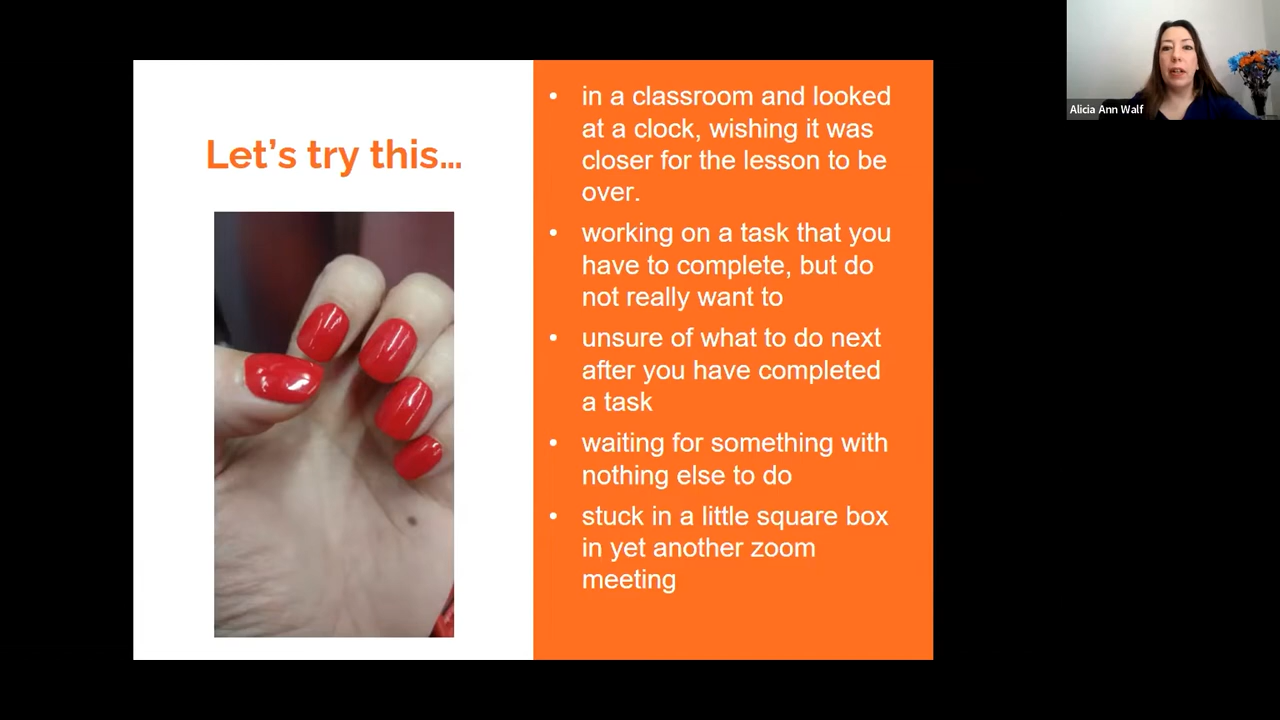 Let's try this...
• in a classroom and looked
at a clock, wishing it was
closer for the lesson to be
over.
• working on a task that you
have to complete, but do
not really want to
• unsure of what to do next
after you have completed
a task
• waiting for something with
nothing else to do
• stuck in a little square box
in yet another zoom
meeting
Alicia Ann Walf